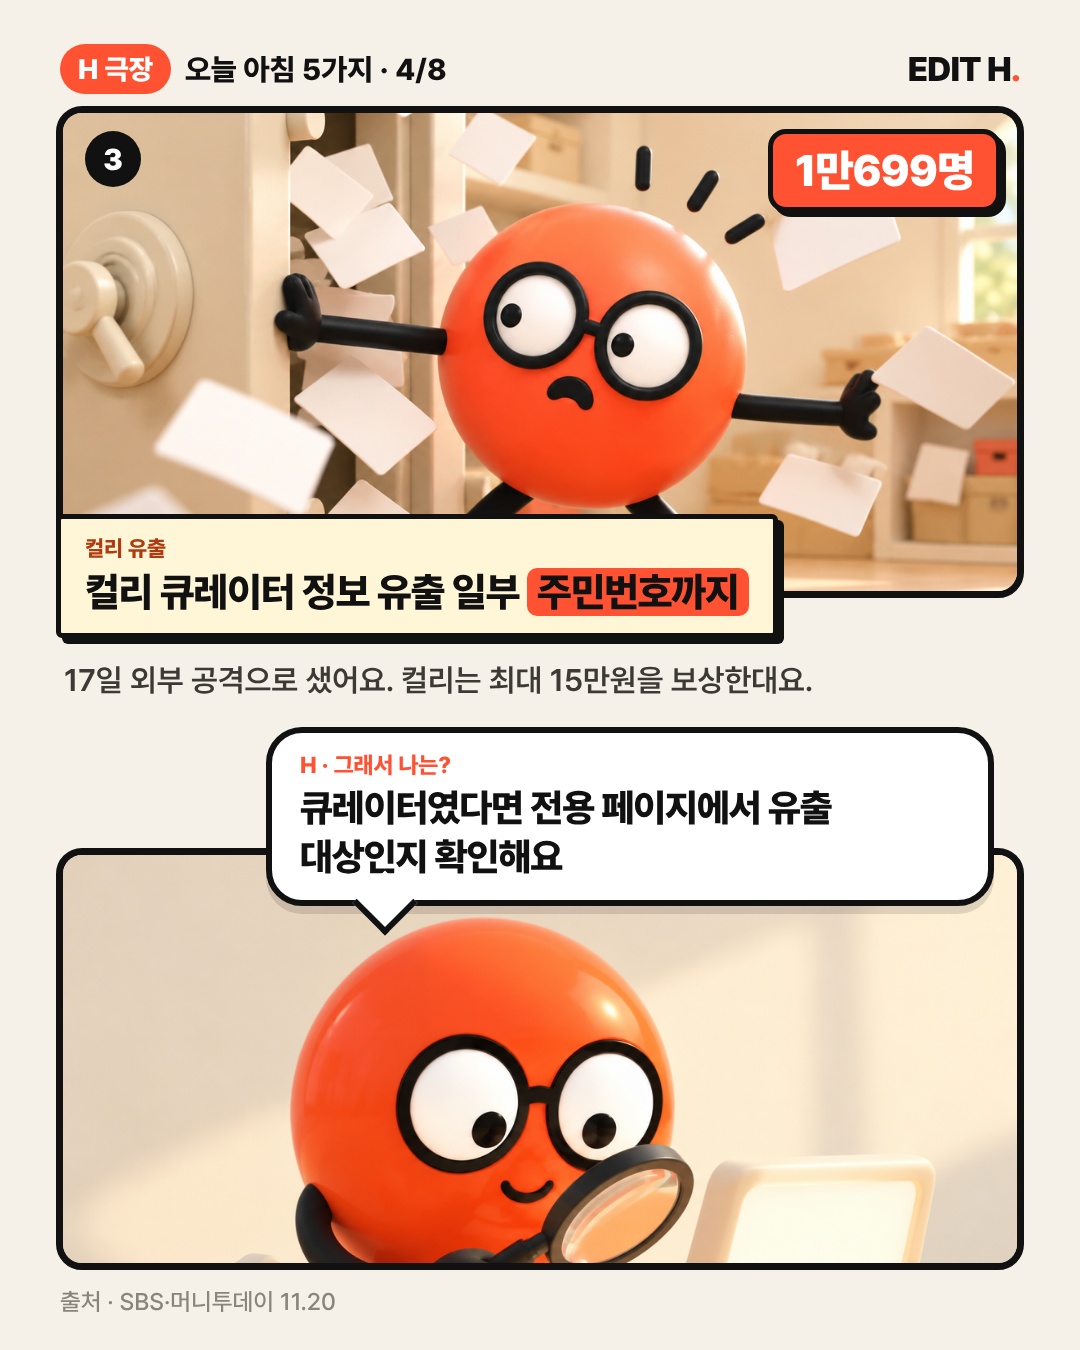 H 극장 오늘 아침 5가지 · 4/8
EDIT H.
3
1만699명
컬리 유출
컬리 큐레이터 정보 유출 일부 주민번호까지
17일 외부 공격으로 샜어요. 컬리는 최대 15만원을 보상한대요.
H · 그래서 나는?
큐레이터였다면 전용 페이지에서 유출
대상인지 확인해요
출처 · SBS·머니투데이 11.20